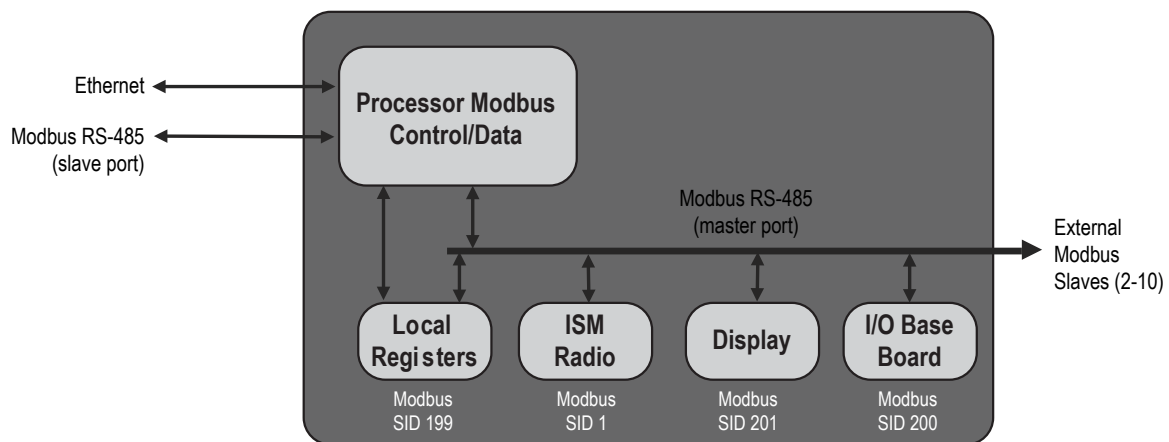 Ethernet
Modbus RS-485
(slave port)
Processor Modbus
Control/Data
Modbus RS-485
(master port)
External
Modbus
Slaves (2-10)
Local
Registers
ISM
Radio
Display
I/O Base
Board
Modbus
SID 199
Modbus
SID 1
Modbus
SID 201
Modbus
SID 200